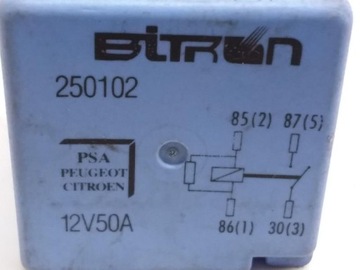 BiTRON
250102
85(2) 87(5)
PSA
PEUGEOT
CITROEN
12V50A
86(1) 30(3)